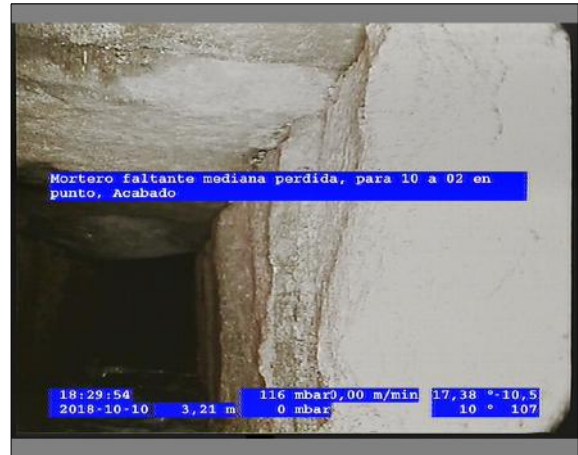 Mortero faltante mediana perdida, para 10 a 02 en
punto, Acabado
18:29:54 116 mbar0,00 m/min 17,38 °-10,5
2018-10-10 3,21 m 0 mbar 10 ° 107